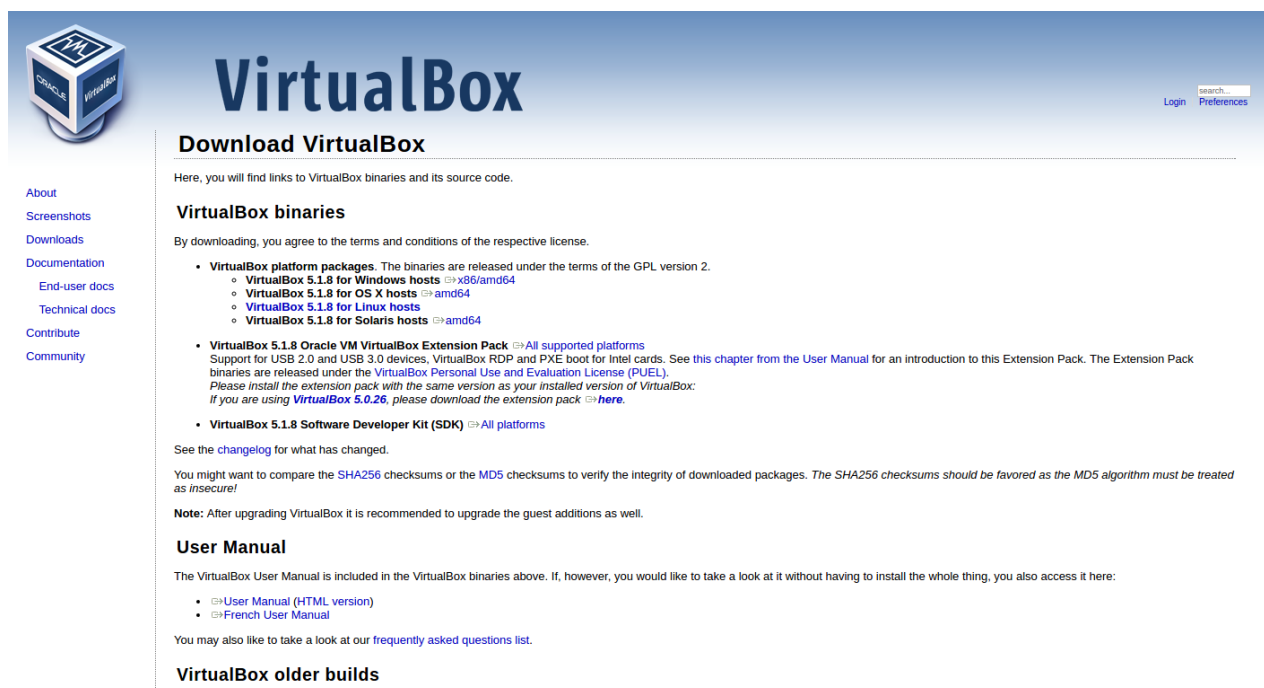 ORACLE
VirtualBox
VirtualBox
search...
Login Preferences
Download VirtualBox
Here, you will find links to VirtualBox binaries and its source code.
About
Screenshots
Downloads
Documentation
End-user docs
Technical docs
Contribute
Community
VirtualBox binaries
By downloading, you agree to the terms and conditions of the respective license.
• VirtualBox platform packages. The binaries are released under the terms of the GPL version 2.
◦ VirtualBox 5.1.8 for Windows hosts x86/amd64
◦ VirtualBox 5.1.8 for OS X hosts amd64
◦ VirtualBox 5.1.8 for Linux hosts
◦ VirtualBox 5.1.8 for Solaris hosts amd64
• VirtualBox 5.1.8 Oracle VM VirtualBox Extension Pack All supported platforms
Support for USB 2.0 and USB 3.0 devices, VirtualBox RDP and PXE boot for Intel cards. See this chapter from the User Manual for an introduction to this Extension Pack. The Extension Pack
binaries are released under the VirtualBox Personal Use and Evaluation License (PUEL).
Please install the extension pack with the same version as your installed version of VirtualBox:
If you are using VirtualBox 5.0.26, please download the extension pack here.
• VirtualBox 5.1.8 Software Developer Kit (SDK) All platforms
See the changelog for what has changed.
You might want to compare the SHA256 checksums or the MD5 checksums to verify the integrity of downloaded packages. The SHA256 checksums should be favored as the MD5 algorithm must be treated
as insecure!
Note: After upgrading VirtualBox it is recommended to upgrade the guest additions as well.
User Manual
The VirtualBox User Manual is included in the VirtualBox binaries above. If, however, you would like to take a look at it without having to install the whole thing, you also access it here:
• User Manual (HTML version)
• French User Manual
You may also like to take a look at our frequently asked questions list.
VirtualBox older builds